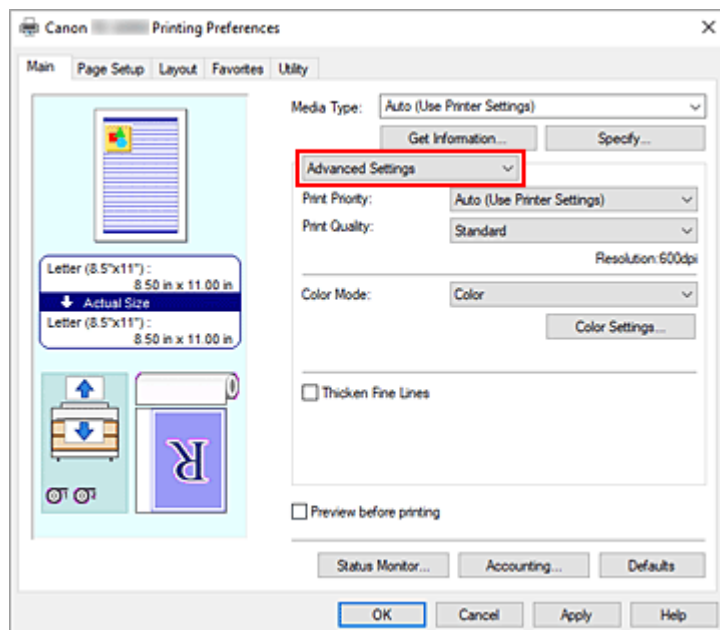 Canon Printing Preferences
Main Page Setup Layout Favorites Utility
Media Type: Auto (Use Printer Settings)
Get Information... Specify...
Advanced Settings
Print Priority: Auto (Use Printer Settings)
Print Quality: Standard
Resolution:600dpi
Color Mode: Color
Color Settings...
Thicken Fine Lines
Letter (8.5"x11") :
8.50 in x 11.00 in
Actual Size
Letter (8.5"x11") :
8.50 in x 11.00 in
R
Preview before printing
Status Monitor... Accounting... Defaults
OK Cancel Apply Help